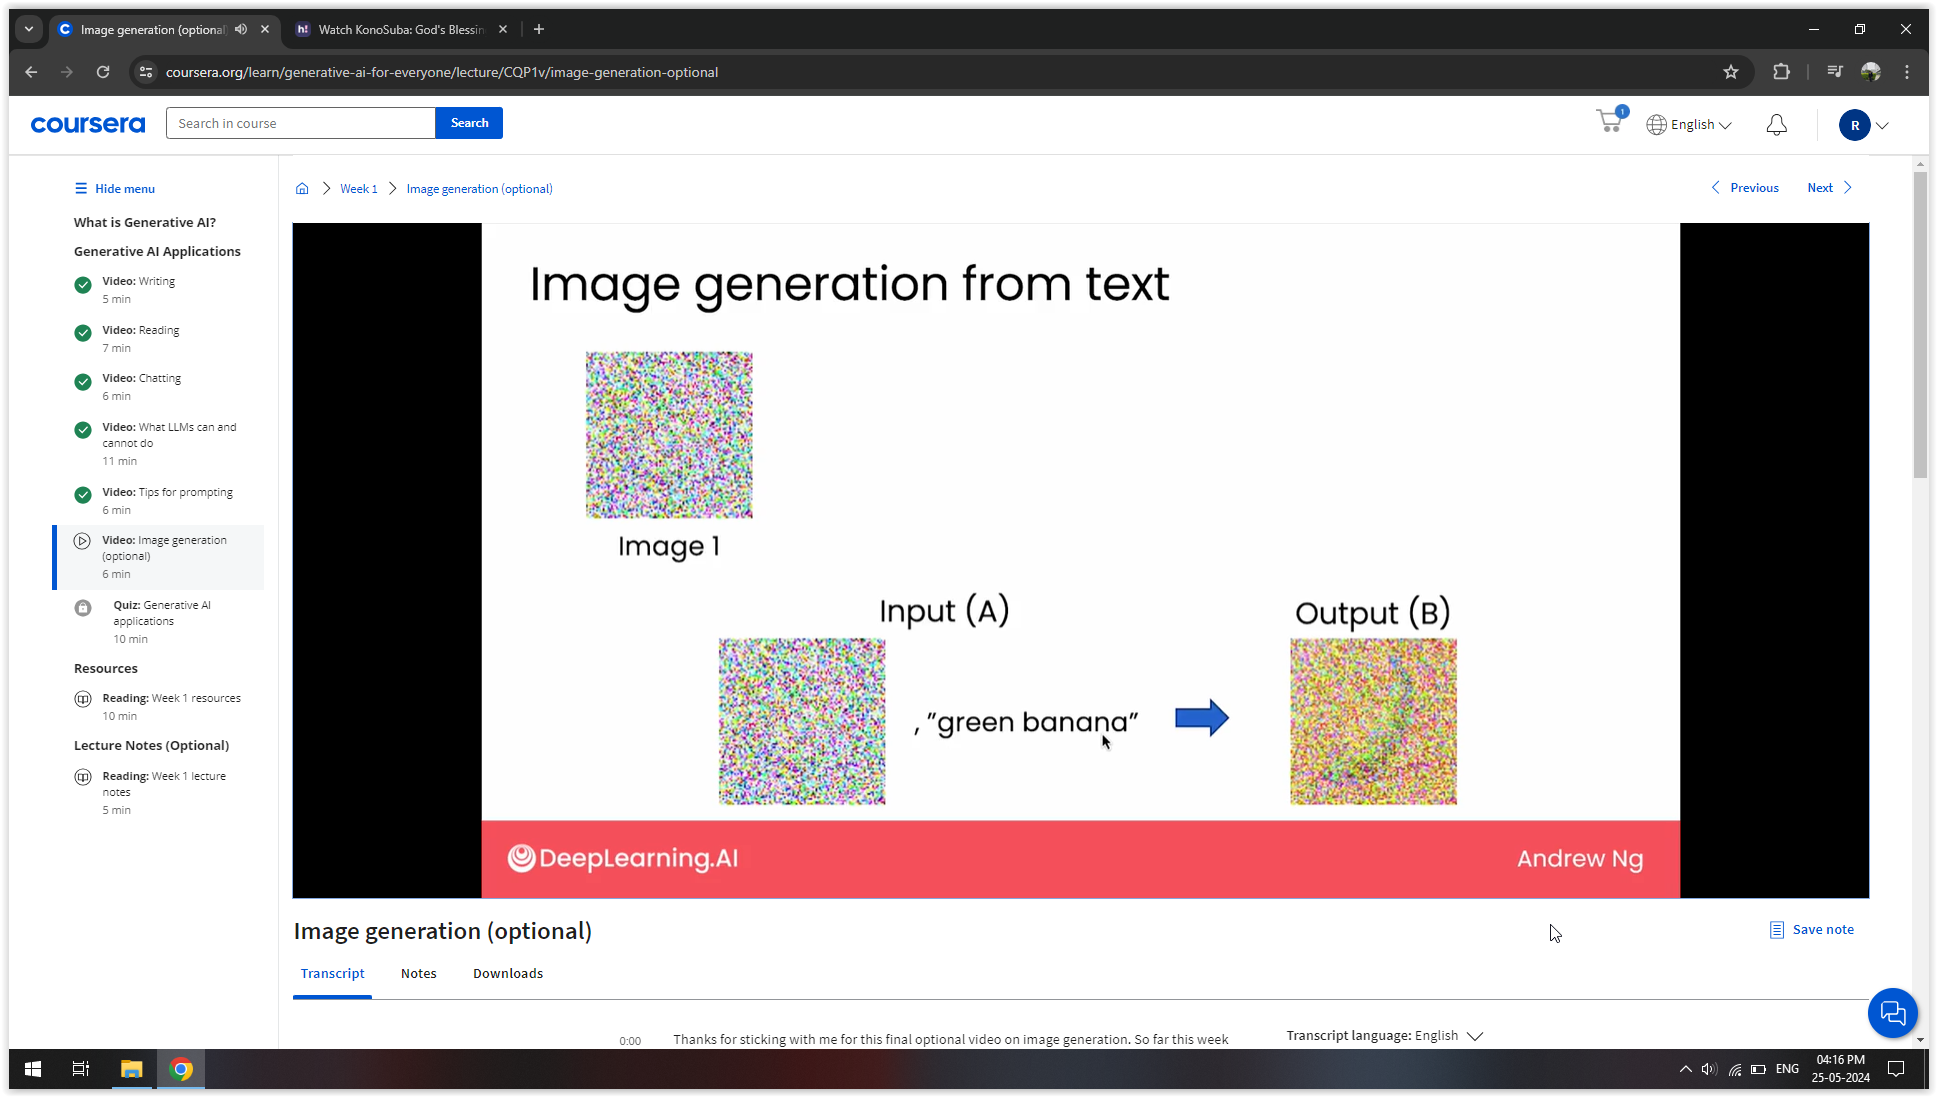 Image generation (optional)
Watch KonoSuba: God's Blessin
coursera.org/learn/generative-ai-for-everyone/lecture/CQP1v/image-generation-optional
coursera
Search in course
Search
1
English
R
Hide menu
Week 1
Image generation (optional)
Previous
Next
What is Generative AI?
Generative AI Applications
Video: Writing
5 min
Video: Reading
7 min
Video: Chatting
6 min
Video: What LLMs can and
cannot do
11 min
Video: Tips for prompting
6 min
Video: Image generation
(optional)
6 min
Quiz: Generative AI
applications
10 min
Resources
Reading: Week 1 resources
10 min
Lecture Notes (Optional)
Reading: Week 1 lecture
notes
5 min
Image generation from text
Image 1
Input (A)
Output (B)
, "green banana"
DeepLearning.AI
Andrew Ng
Image generation (optional)
Save note
Transcript
Notes
Downloads
0:00
Thanks for sticking with me for this final optional video on image generation. So far this week
Transcript language: English
ENG
04:16 PM
25-05-2024